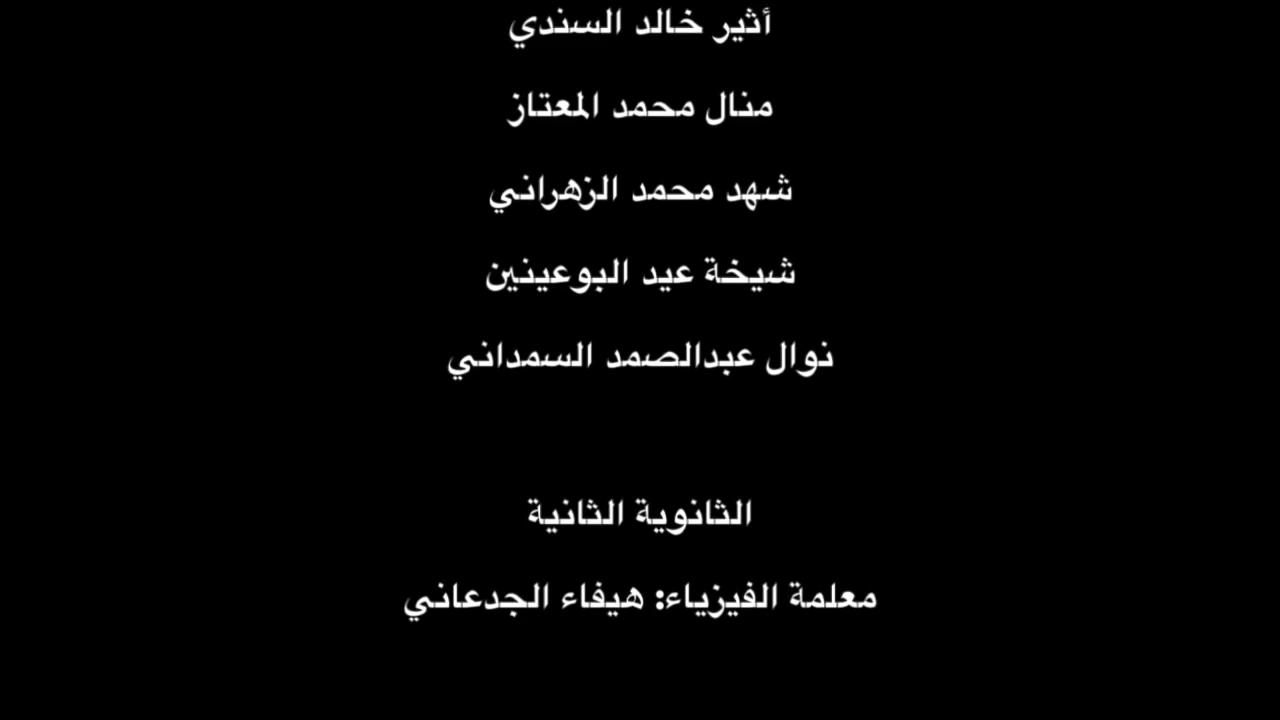 أثير خالد السندي
منال محمد المعتاز
شهد محمد الزهراني
شيخة عيد البوعينين
نوال عبدالصمد السمداني
الثانوية الثانية
معلمة الفيزياء: هيفاء الجدعاني